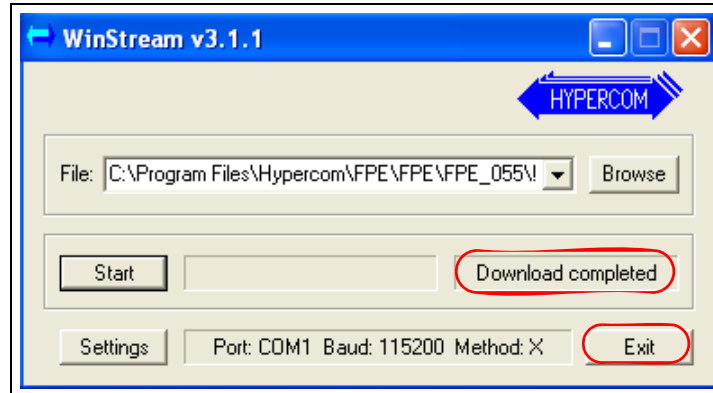 WinStream v3.1.1
HYPERCOM
File: C:\Program Files\Hypercom\FPE\FPE\FPE_055\! Browse
Start Download completed
Settings Port: COM1 Baud: 115200 Method: X Exit